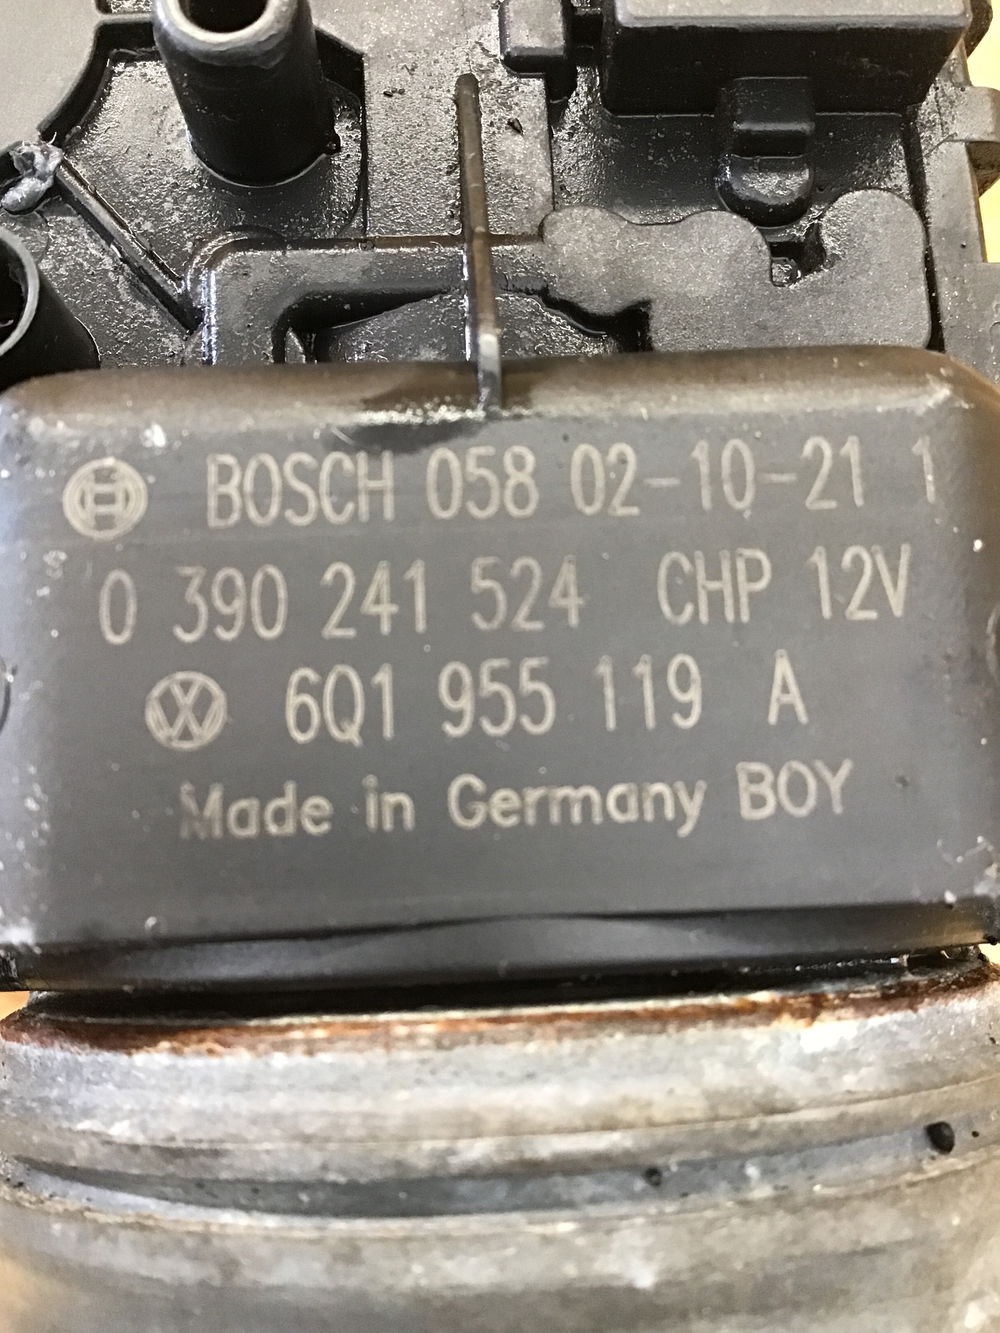 BOSCH 058 02-10-21 1
0 390 241 524 CHP 12V
6Q1 955 119 A
Made in Germany BOY